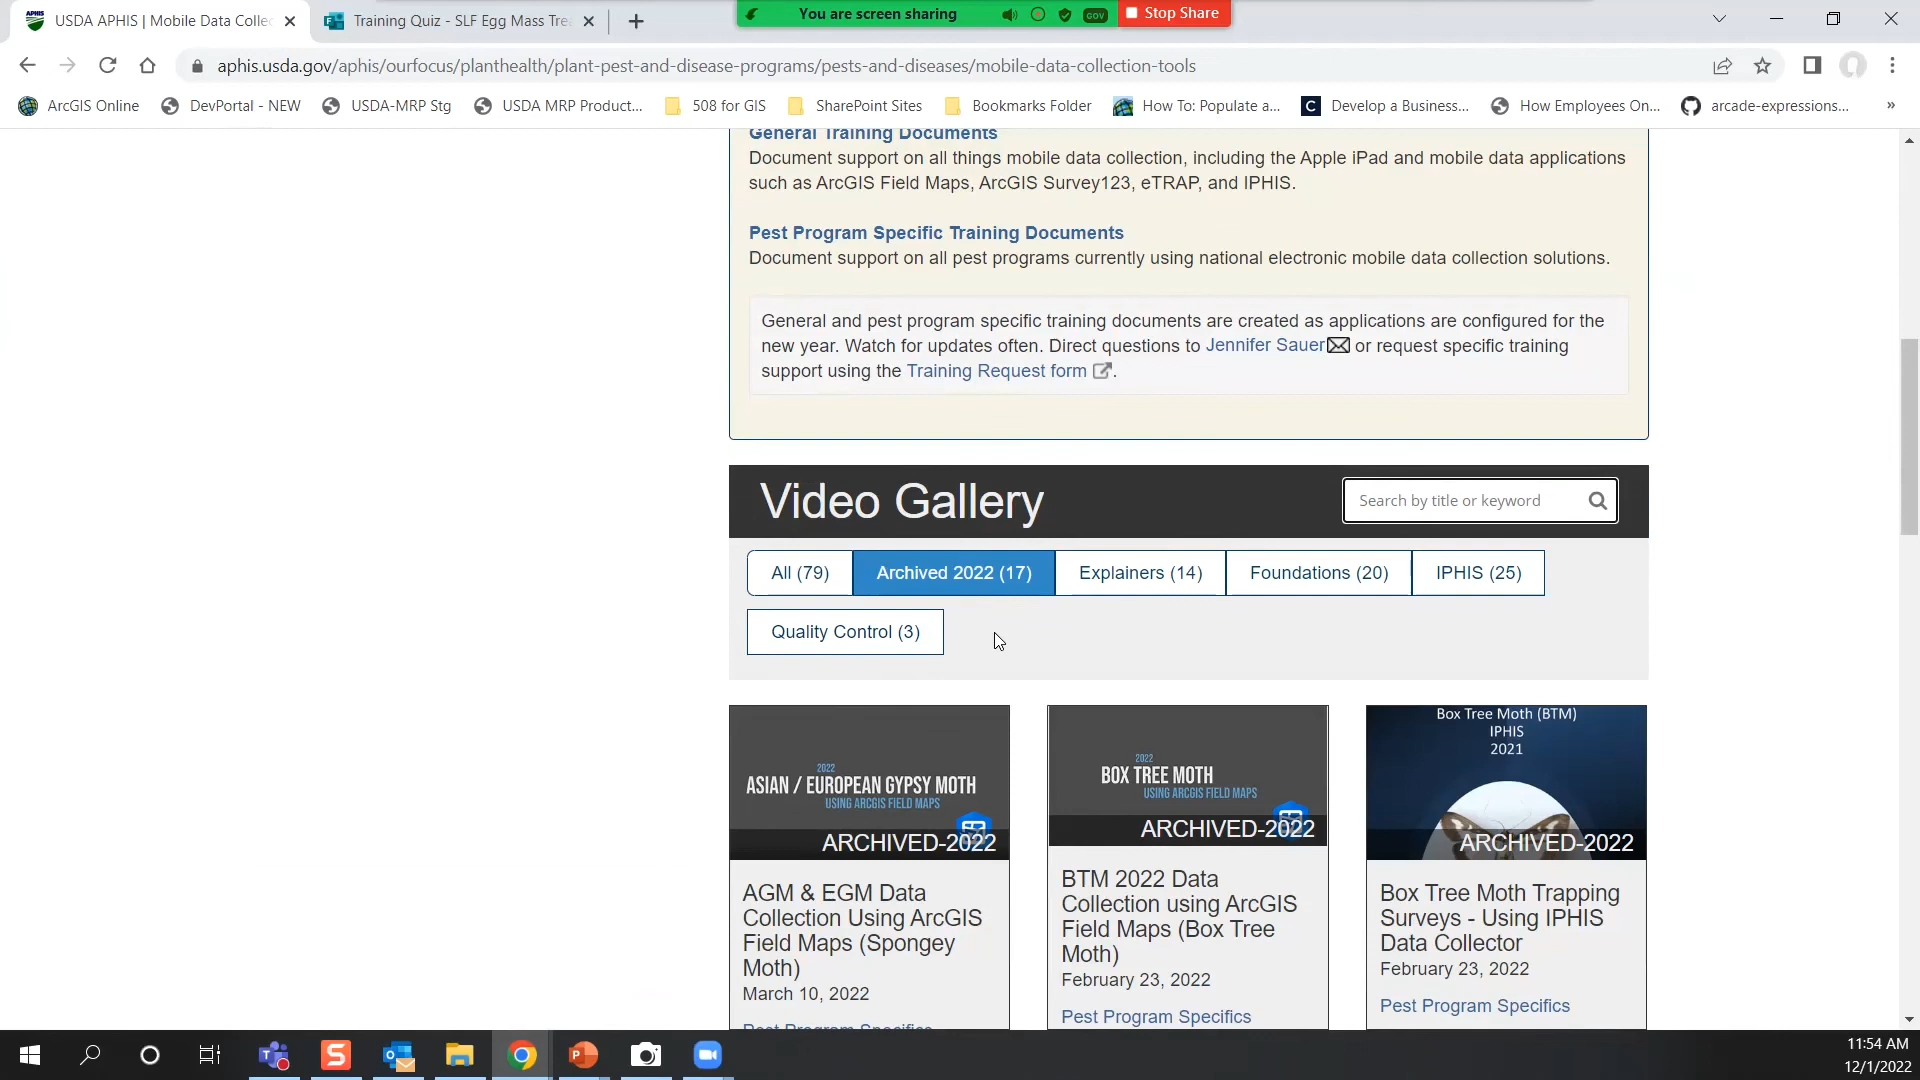 USDA APHIS | Mobile Data Collec
Training Quiz - SLF Egg Mass Tre
You are screen sharing
GOV
Stop Share
aphis.usda.gov/aphis/ourfocus/planthealth/plant-pest-and-disease-programs/pests-and-diseases/mobile-data-collection-tools
ArcGIS Online
DevPortal - NEW
USDA-MRP Stg
USDA MRP Product...
508 for GIS
SharePoint Sites
Bookmarks Folder
How To: Populate a...
Develop a Business...
How Employees On...
arcade-expressions...
»
General Training Documents
Document support on all things mobile data collection, including the Apple iPad and mobile data applications
such as ArcGIS Field Maps, ArcGIS Survey123, eTRAP, and IPHIS.
Pest Program Specific Training Documents
Document support on all pest programs currently using national electronic mobile data collection solutions.
General and pest program specific training documents are created as applications are configured for the
new year. Watch for updates often. Direct questions to Jennifer Sauer or request specific training
support using the Training Request form .
Video Gallery
Search by title or keyword
All (79)
Archived 2022 (17)
Explainers (14)
Foundations (20)
IPHIS (25)
Quality Control (3)
2022
ASIAN / EUROPEAN GYPSY MOTH
USING ARCGIS FIELD MAPS
ARCHIVED-2022
AGM & EGM Data
Collection Using ArcGIS
Field Maps (Spongey
Moth)
March 10, 2022
Pest Program Specifics
2022
BOX TREE MOTH
USING ARCGIS FIELD MAPS
ARCHIVED-2022
BTM 2022 Data
Collection using ArcGIS
Field Maps (Box Tree
Moth)
February 23, 2022
Pest Program Specifics
Box Tree Moth (BTM)
IPHIS
2021
ARCHIVED-2022
Box Tree Moth Trapping
Surveys - Using IPHIS
Data Collector
February 23, 2022
Pest Program Specifics
11:54 AM
12/1/2022